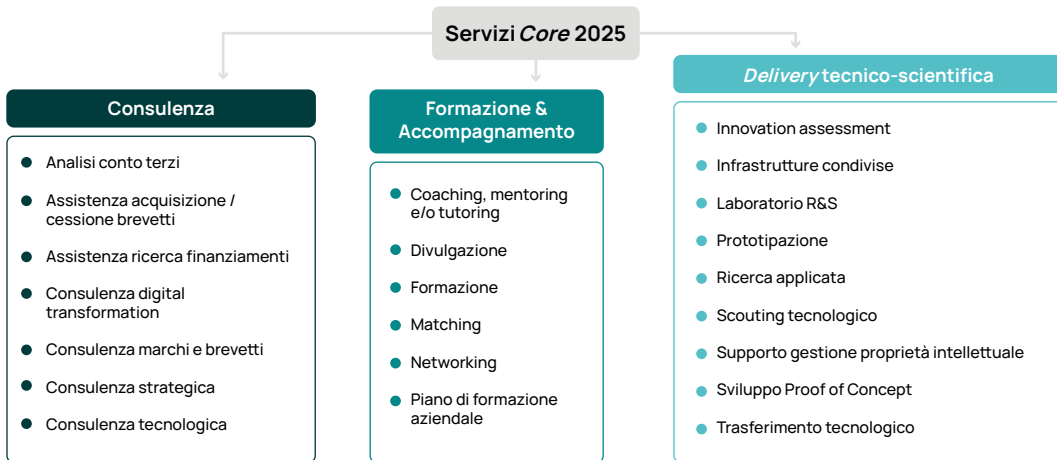 Servizi Core 2025
Consulenza
Analisi conto terzi
Assistenza acquisizione /
cessione brevetti
Assistenza ricerca finanziamenti
Consulenza digital
transformation
Consulenza marchi e brevetti
Consulenza strategica
Consulenza tecnologica
Formazione &
Accompagnamento
Coaching, mentoring
e/o tutoring
Divulgazione
Formazione
Matching
Networking
Piano di formazione
aziendale
Delivery tecnico-scientifica
Innovation assessment
Infrastrutture condivise
Laboratorio R&S
Prototipazione
Ricerca applicata
Scouting tecnologico
Supporto gestione proprietà intellettuale
Sviluppo Proof of Concept
Trasferimento tecnologico